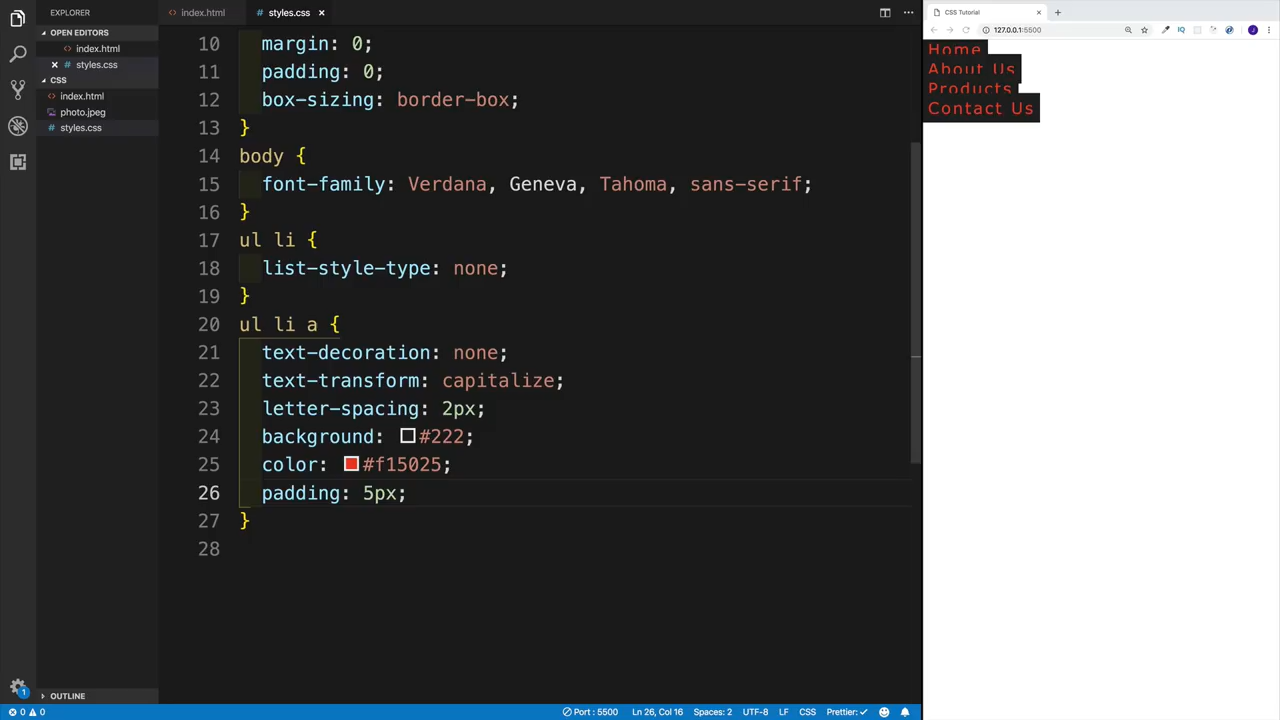 EXPLORER
OPEN EDITORS
index.html
styles.css
CSS
index.html
photo.jpeg
styles.css
OUTLINE
1
index.html
styles.css
10 margin: 0;
11 padding: 0;
12 box-sizing: border-box;
13 }
14 body {
15 font-family: Verdana, Geneva, Tahoma, sans-serif;
16 }
17 ul li {
18 list-style-type: none;
19 }
20 ul li a {
21 text-decoration: none;
22 text-transform: capitalize;
23 letter-spacing: 2px;
24 background: #222;
25 color: #f15025;
26 padding: 5px;
27 }
28
0 0
Port : 5500
Ln 26, Col 16
Spaces: 2
UTF-8
LF
CSS
Prettier:
CSS Tutorial
127.0.0.1:5500
IQ
J
Home
About Us
Products
Contact Us